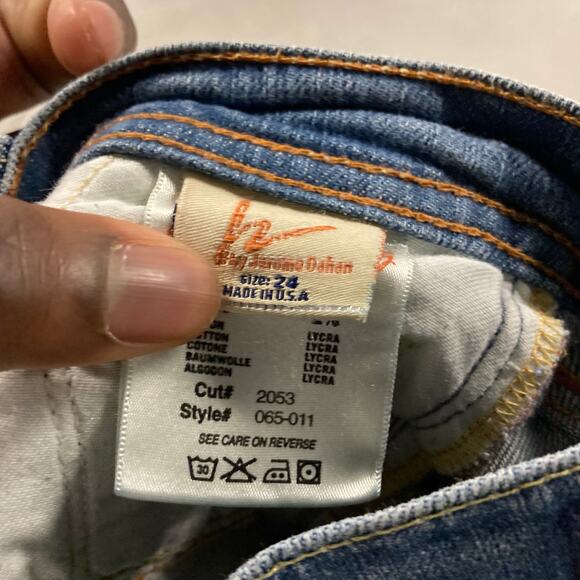 by Jerome Dahan
SIZE: 24
MADE IN U.S.A
COTTON LYCRA
COTONE LYCRA
BAUMWOLLE LYCRA
ALGODON LYCRA
Cut# 2053
Style# 065-011
SEE CARE ON REVERSE
30